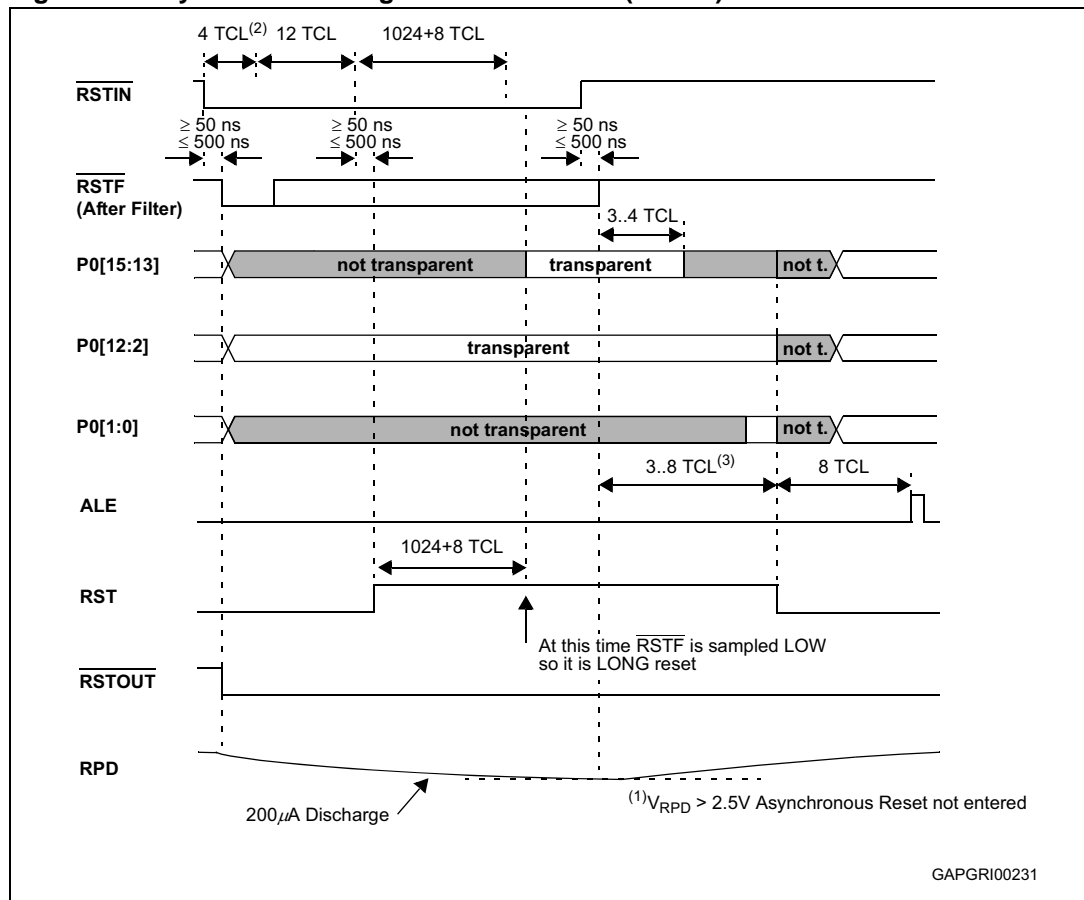 4 TCL(2) 12 TCL 1024+8 TCL
RSTIN
≥ 50 ns ≥ 50 ns ≥ 50 ns
≤ 500 ns ≤ 500 ns ≤ 500 ns
RSTF
(After Filter)
3..4 TCL
P0[15:13] not transparent transparent not t.
P0[12:2] transparent not t.
P0[1:0] not transparent not t.
3..8 TCL(3) 8 TCL
ALE
1024+8 TCL
RST
At this time RSTF is sampled LOW
so it is LONG reset
RSTOUT
RPD
200μA Discharge
(1)VRPD > 2.5V Asynchronous Reset not entered
GAPGRI00231